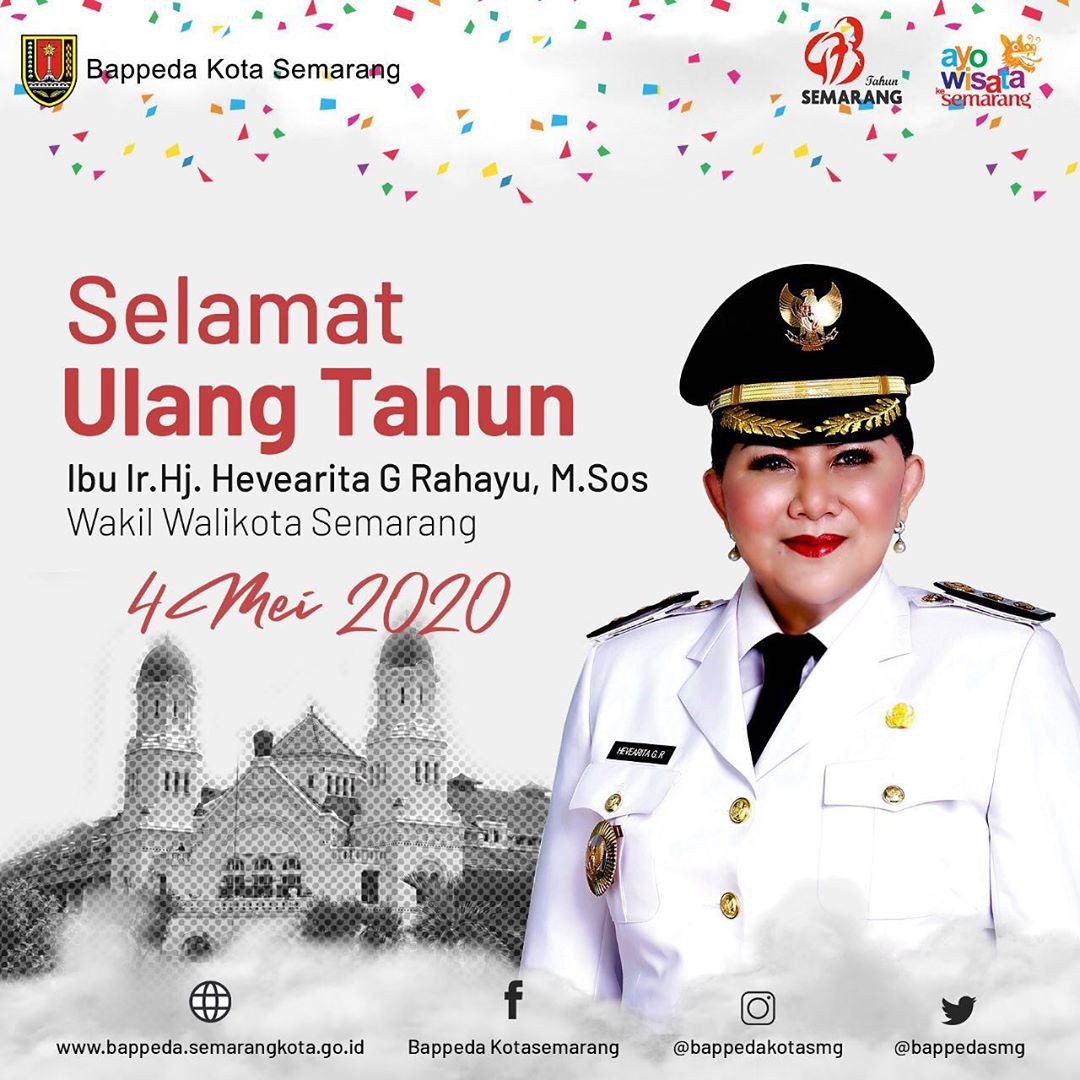 Bappeda Kota Semarang
Tahun
SEMARANG
ayo
wisata
ke
semarang
Selamat
Ulang Tahun
Ibu Ir.Hj. Hevearita G Rahayu, M.Sos
Wakil Walikota Semarang
4 Mei 2020
HEVEARITA G. R
www.bappeda.semarangkota.go.id
Bappeda Kotasemarang
@bappedakotasmg
@bappedasmg